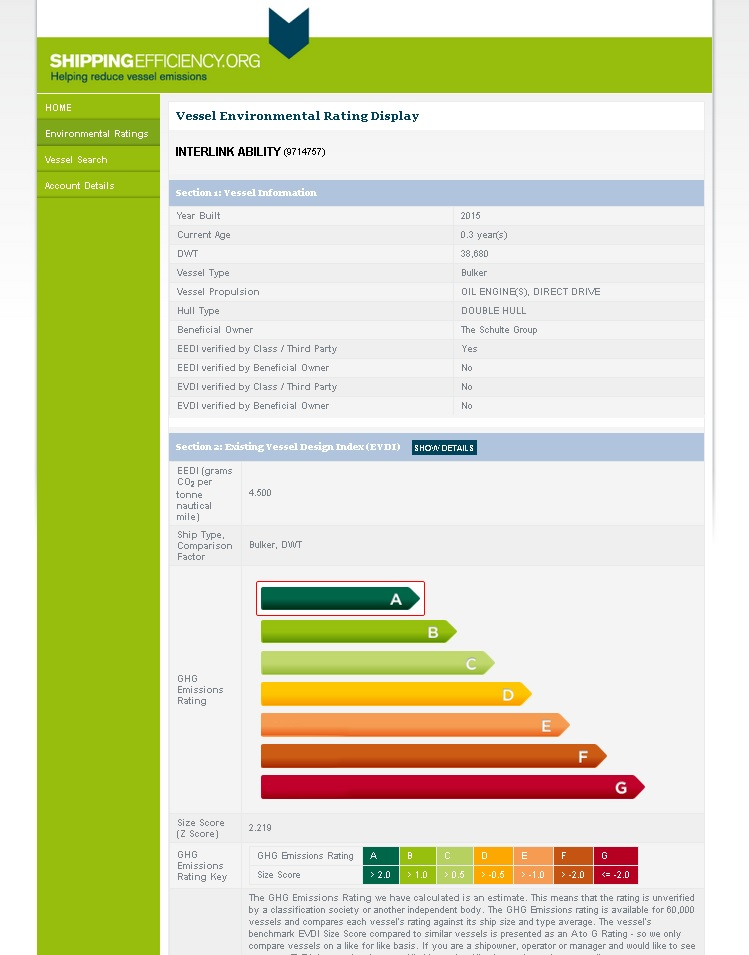 SHIPPINGEFFICIENCY.ORG
Helping reduce vessel emissions
HOME
Environmental Ratings
Vessel Search
Account Details
Vessel Environmental Rating Display
INTERLINK ABILITY (9714757)
Section 1: Vessel Information
Year Built 2015
Current Age 0.3 year(s)
DWT 38,680
Vessel Type Bulker
Vessel Propulsion OIL ENGINE(S), DIRECT DRIVE
Hull Type DOUBLE HULL
Beneficial Owner The Schulte Group
EEDI verified by Class / Third Party Yes
EEDI verified by Beneficial Owner No
EVDI verified by Class / Third Party No
EVDI verified by Beneficial Owner No
Section 2: Existing Vessel Design Index (EVDI) SHOW DETAILS
EEDI (grams
CO2 per
tonne
nautical
mile)
4.500
Ship Type,
Comparison
Factor
Bulker, DWT
GHG
Emissions
Rating
A
B
C
D
E
F
G
Size Score
(Z Score)
2.219
GHG
Emissions
Rating Key
GHG Emissions Rating A B C D E F G
Size Score > 2.0 > 1.0 > 0.5 > -0.5 > -1.0 > -2.0 <= -2.0
The GHG Emissions Rating we have calculated is an estimate. This means that the rating is unverified
by a classification society or another independent body. The GHG Emissions rating is available for 60,000
vessels and compares each vessel's rating against its ship size and type average. The vessel's
benchmark EVDI Size Score compared to similar vessels is presented as an A to G Rating - so we only
compare vessels on a like for like basis. If you are a shipowner, operator or manager and would like to see